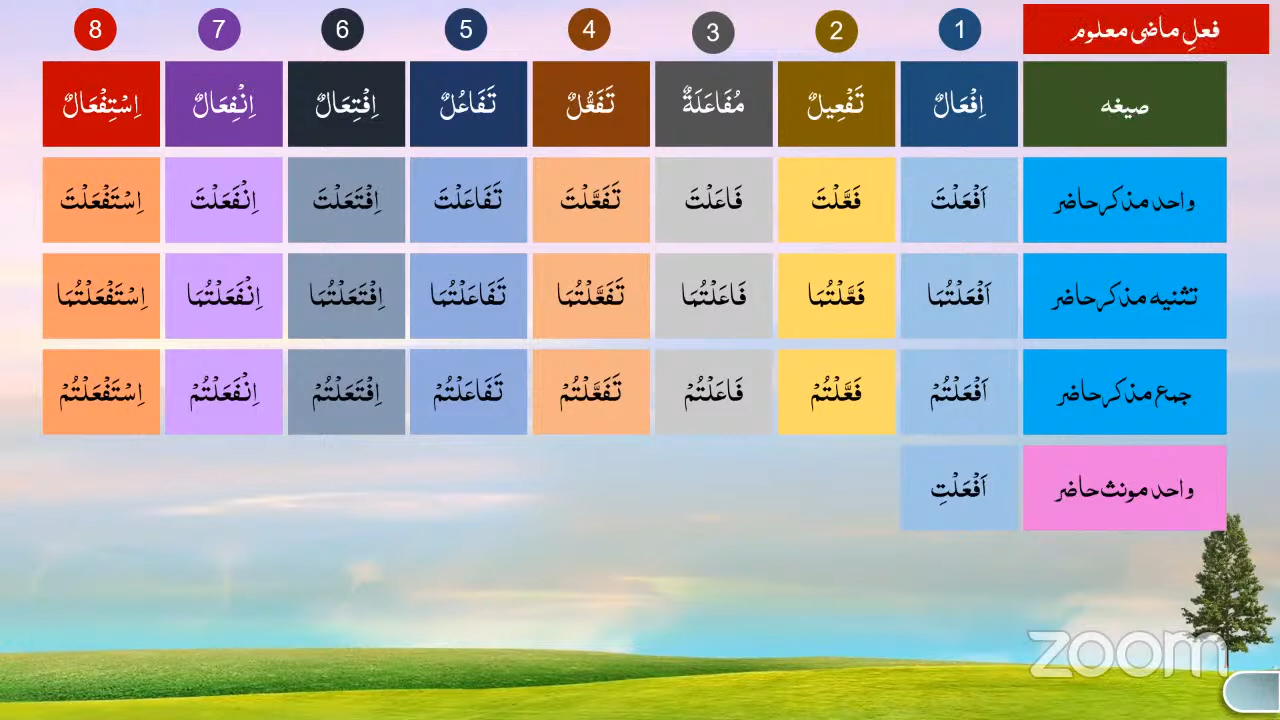 فعلِ ماضی معلوم 1 2 3 4 5 6 7 8
صیغہ اِفْعَالٌ تَفْعِیلٌ مُفَاعَلَةٌ تَفَعُّلٌ تَفَاعُلٌ اِفْتِعَالٌ اِنْفِعَالٌ اِسْتِفْعَالٌ
واحد مذکر حاضر اَفْعَلْتَ فَعَّلْتَ فَاعَلْتَ تَفَعَّلْتَ تَفَاعَلْتَ اِفْتَعَلْتَ اِنْفَعَلْتَ اِسْتَفْعَلْتَ
تثنیہ مذکر حاضر اَفْعَلْتُمَا فَعَّلْتُمَا فَاعَلْتُمَا تَفَعَّلْتُمَا تَفَاعَلْتُمَا اِفْتَعَلْتُمَا اِنْفَعَلْتُمَا اِسْتَفْعَلْتُمَا
جمع مذکر حاضر اَفْعَلْتُمْ فَعَّلْتُمْ فَاعَلْتُمْ تَفَعَّلْتُمْ تَفَاعَلْتُمْ اِفْتَعَلْتُمْ اِنْفَعَلْتُمْ اِسْتَفْعَلْتُمْ
واحد مونث حاضر اَفْعَلْتِ
zoom